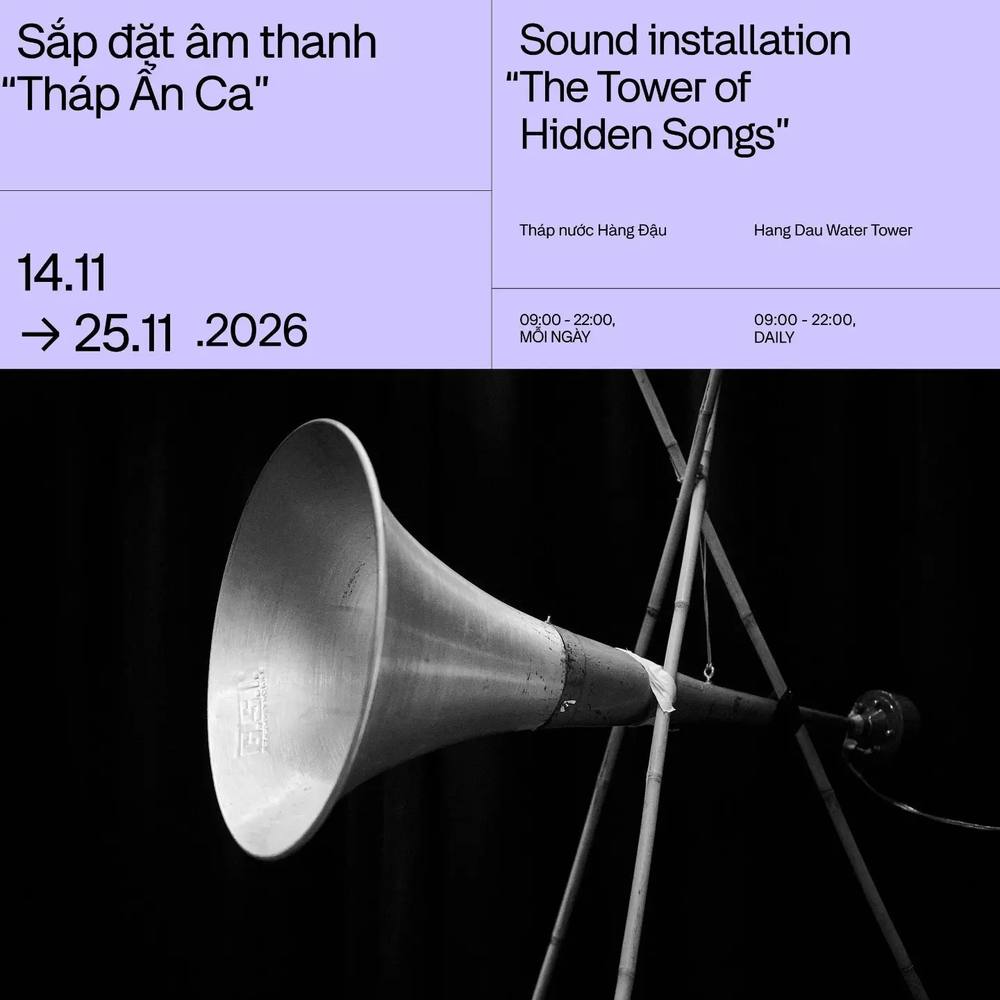 Sắp đặt âm thanh
“Tháp Ẩn Ca”
Sound installation
“The Tower of
Hidden Songs”
14.11
→ 25.11 .2026
Tháp nước Hàng Đậu
Hang Dau Water Tower
09:00 - 22:00,
MỖI NGÀY
09:00 - 22:00,
DAILY